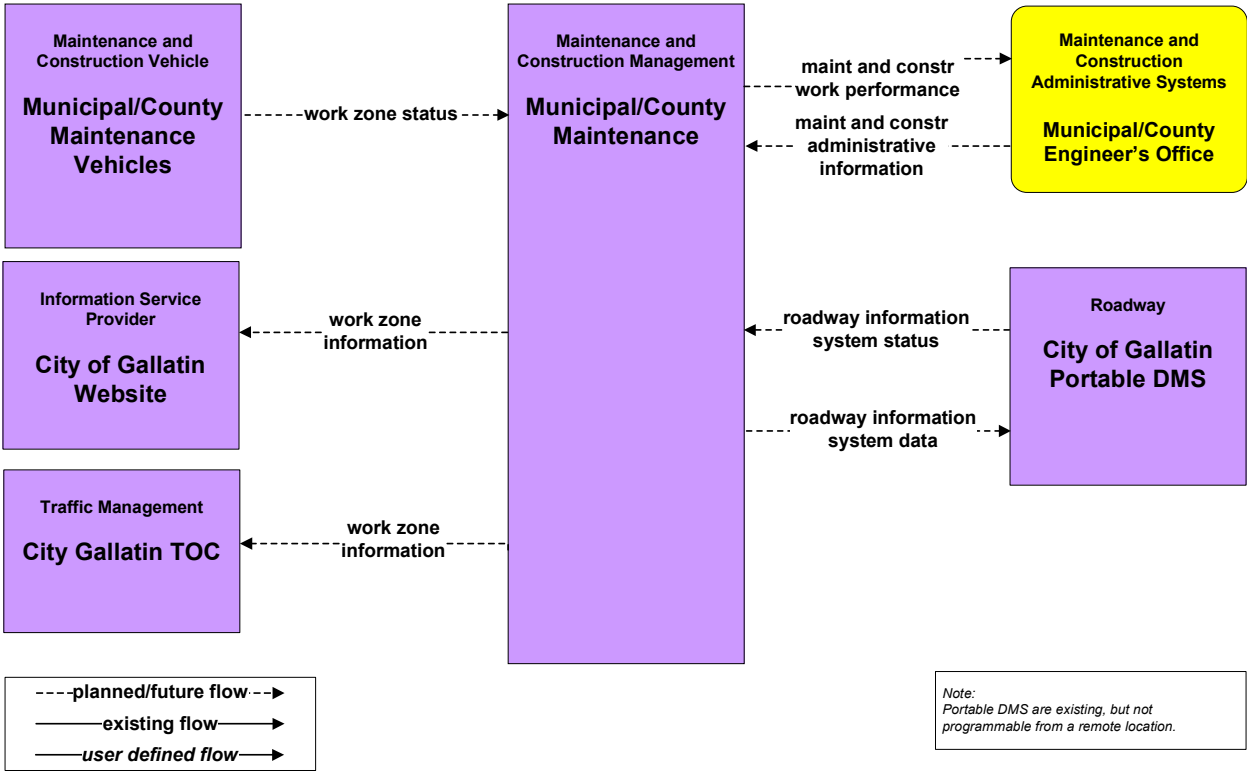 Maintenance and
Construction Vehicle
Municipal/County
Maintenance
Vehicles
work zone status
Maintenance and
Construction Management
Municipal/County
Maintenance
maint and constr
work performance
maint and constr
administrative
information
Maintenance and
Construction
Administrative Systems
Municipal/County
Engineer's Office
Information Service
Provider
City of Gallatin
Website
work zone
information
roadway information
system status
roadway information
system data
Roadway
City of Gallatin
Portable DMS
Traffic Management
City Gallatin TOC
work zone
information
planned/future flow
existing flow
user defined flow
Note:
Portable DMS are existing, but not
programmable from a remote location.